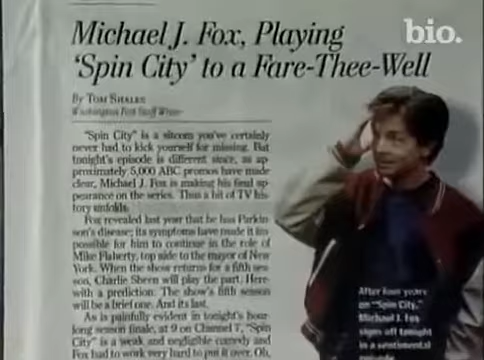 bio.
Michael J. Fox, Playing
'Spin City' to a Fare-Thee-Well
By TOM SHALES
Washington Post Staff Writer
"Spin City" is a sitcom you've certainly
never had to kick yourself for missing. But
tonight's episode is different since, as ap-
proximately 5,000 ABC promos have made
clear, Michael J. Fox is making his final ap-
pearance on the series. Thus a bit of TV his-
tory unfolds.
Fox revealed last year that he has Parkin-
son's disease; its symptoms have made it im-
possible for him to continue in the role of
Mike Flaherty, top aide to the mayor of New
York. When the show returns for a fifth sea-
son, Charlie Sheen will play the part. Here-
with a prediction: The show's fifth season
will be a brief one. And its last.
As is painfully evident in tonight's hour-
long season finale, at 9 on Channel 7, "Spin
City" is a weak and negligible comedy and
Fox had to work very hard to put it over. Oh,
After four years
on "Spin City,"
Michael J. Fox
signs off tonight
in a sentimental